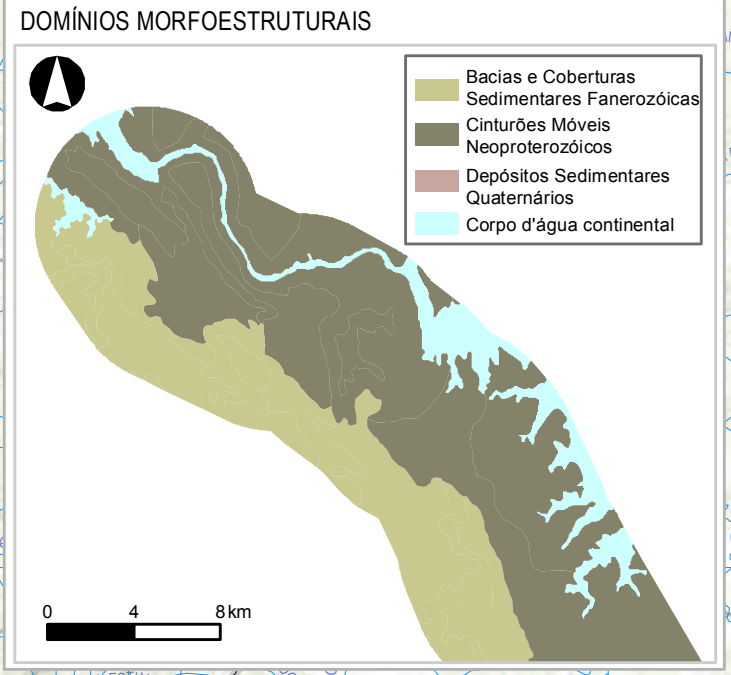 DOMÍNIOS MORFOESTRUTURAIS
Bacias e Coberturas
Sedimentares Fanerozóicas
Cinturões Móveis
Neoproterozóicos
Depósitos Sedimentares
Quaternários
Corpo d'água continental
0 4 8 km